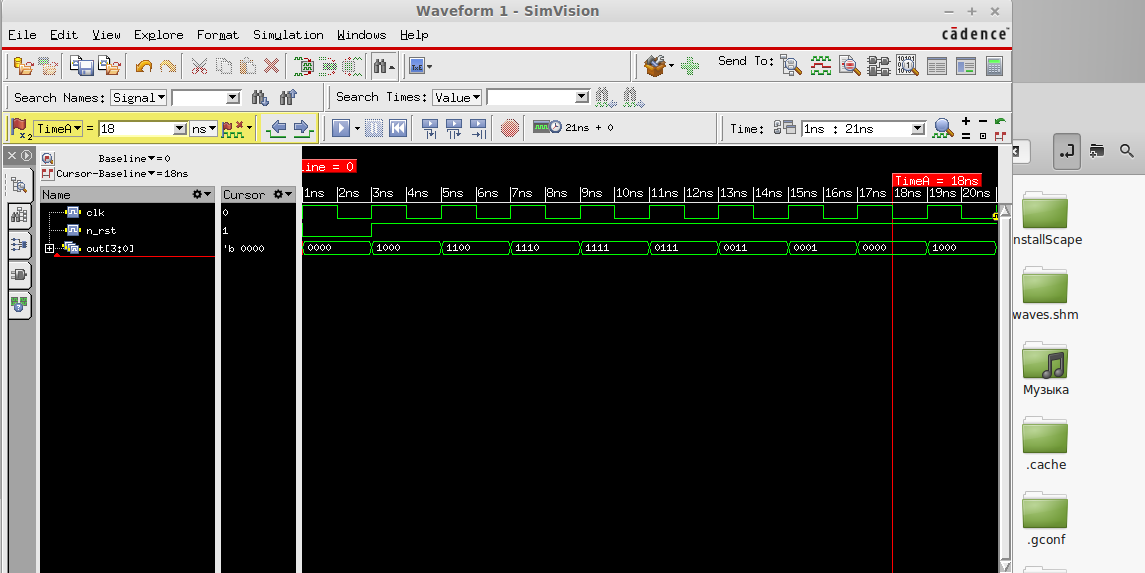 Waveform 1 - SimVision
File Edit View Explore Format Simulation Windows Help
cādence
Send To:
Search Names: Signal
Search Times: Value
TimeA = 18 ns
21ns + 0
Time: 1ns : 21ns
Baseline = 0
Cursor-Baseline = 18ns
Name
Cursor
clk 0
n_rst 1
out[3:0] 'b 0000
line = 0
TimeA = 18ns
1ns 2ns 3ns 4ns 5ns 6ns 7ns 8ns 9ns 10ns 11ns 12ns 13ns 14ns 15ns 16ns 17ns 18ns 19ns 20ns
0000 1000 1100 1110 1111 0111 0011 0001 0000 1000
nstallScape
waves.shm
Музыка
.cache
.gconf